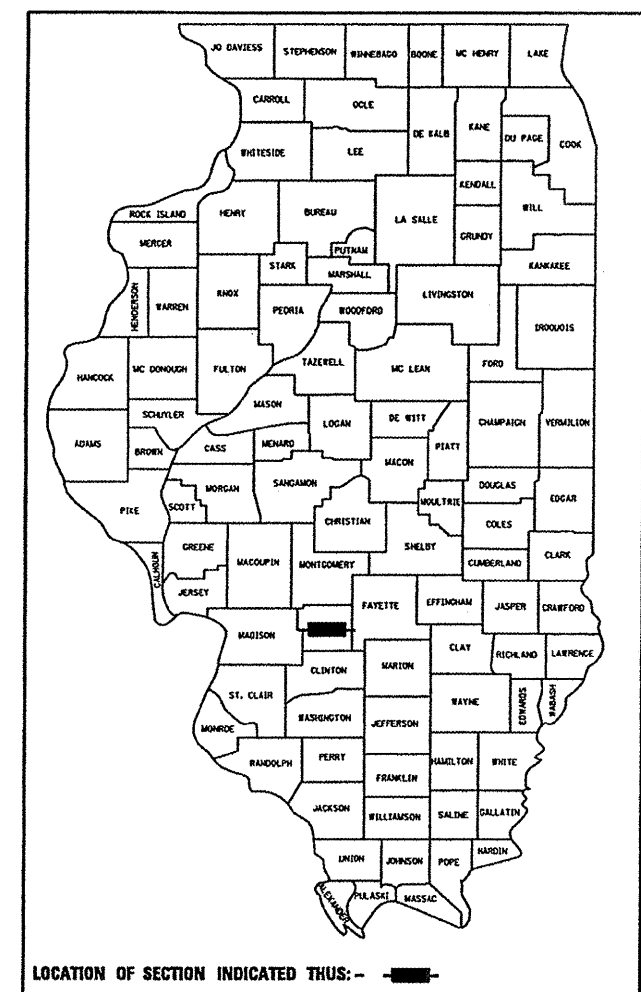 JO DAVIESS STEPHENSON WINNEBAGO BOONE MC HENRY LAKE
CARROLL OGLE
DE KALB KANE DU PAGE COOK
WHITESIDE LEE
KENDALL WILL
ROCK ISLAND HENRY BUREAU LA SALLE GRUNDY
MERCER PUTNAM
STARK MARSHALL KANKAKEE
HENDERSON WARREN KNOX PEORIA WOODFORD LIVINGSTON IROQUOIS
HANCOCK MC DONOUGH FULTON TAZEWELL MC LEAN FORD
MASON
SCHUYLER LOGAN DE WITT CHAMPAIGN VERMILION
ADAMS BROWN CASS MENARD PIATT
MACON
PIKE SCOTT MORGAN SANGAMON MOULTRIE DOUGLAS EDGAR
CHRISTIAN COLES
GREENE SHELBY
CALHOUN MACOUPIN MONTGOMERY CUMBERLAND CLARK
JERSEY FAYETTE EFFINGHAM JASPER CRAWFORD
MADISON
CLINTON MARION CLAY RICHLAND LAWRENCE
ST. CLAIR WAYNE EDWARDS WABASH
WASHINGTON JEFFERSON
MONROE
RANDOLPH PERRY HAMILTON WHITE
FRANKLIN
JACKSON WILLIAMSON SALINE GALLATIN
UNION JOHNSON POPE HARDIN
ALEXANDER PULASKI MASSAC
LOCATION OF SECTION INDICATED THUS:-